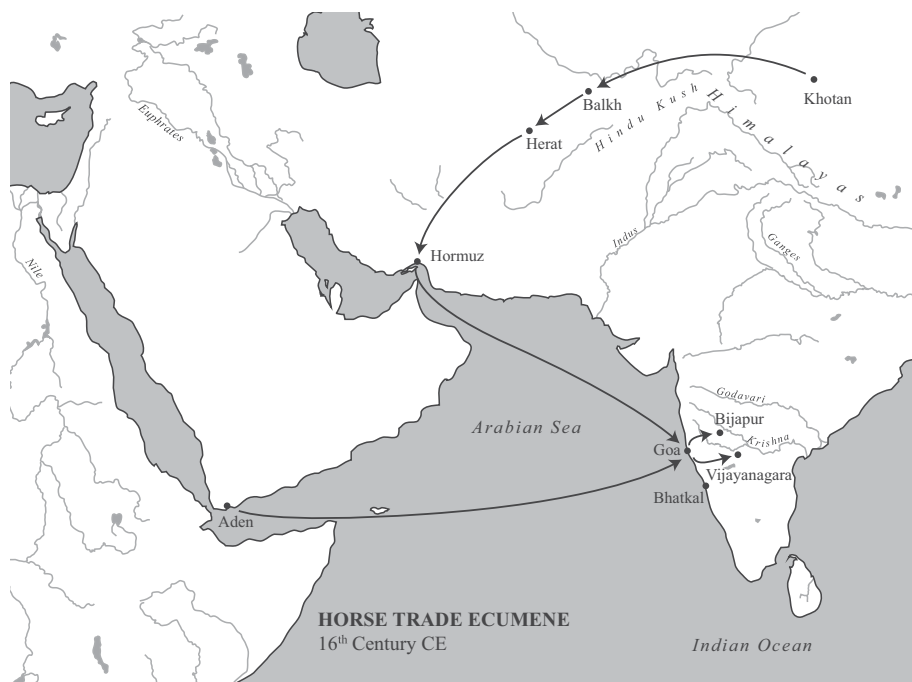 Khotan
Balkh
Hindu Kush
Himalayas
Euphrates
Herat
Indus
Hormuz
Ganges
Nile
Godavari
Bijapur
Arabian Sea
Krishna
Goa
Vijayanagara
Bhatkal
Aden
HORSE TRADE ECUMENE
16th Century CE
Indian Ocean